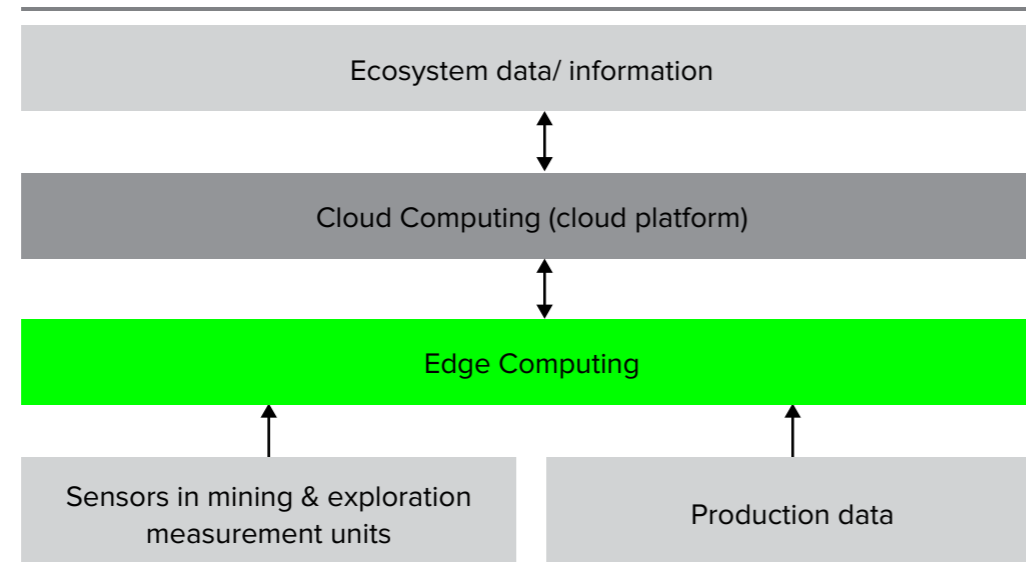 Ecosystem data/ information
Cloud Computing (cloud platform)
Edge Computing
Sensors in mining & exploration
measurement units
Production data